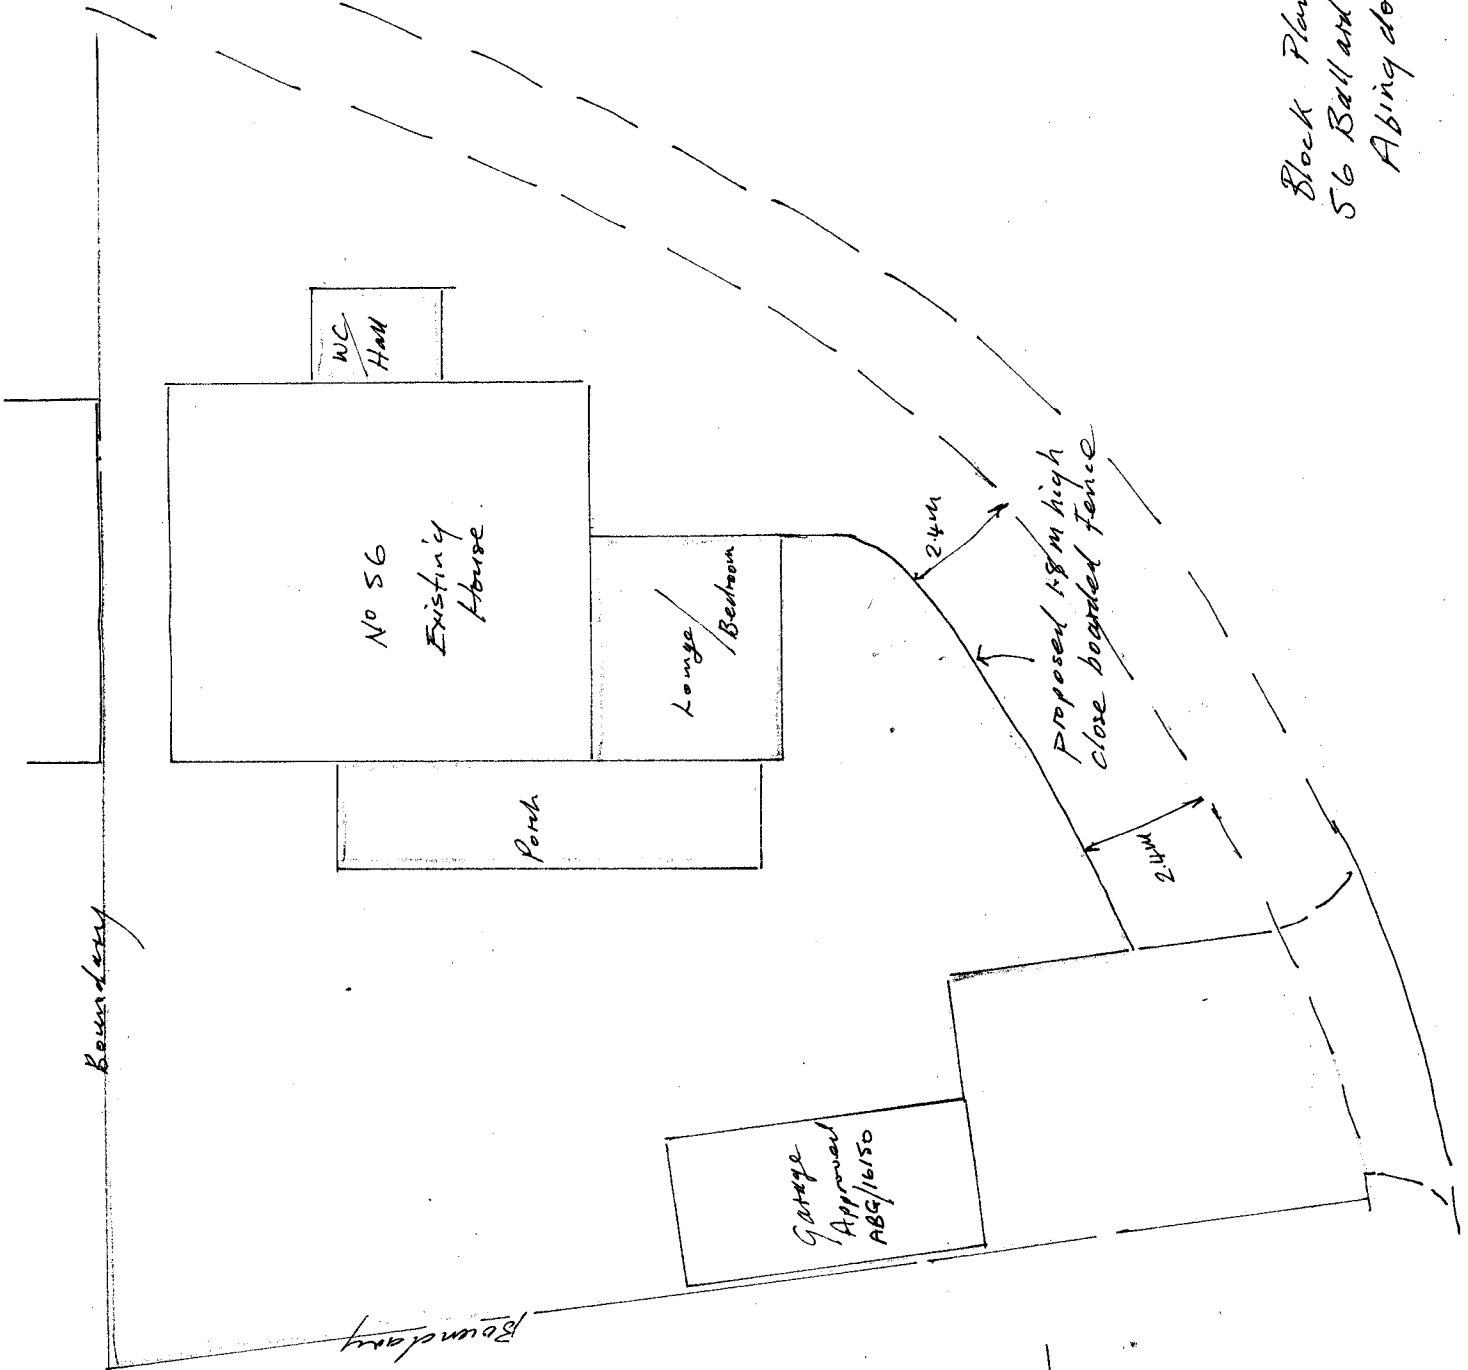 Block Plan
56 Ballard
Abingdo
Boundary
WC/
Hall
No 56
Existing
House
Lounge/
Bedroom
Porch
2.4m
Proposed 1.8m high
close boarded fence
2.4M
Garage
Approved
ABG/16150
Boundary